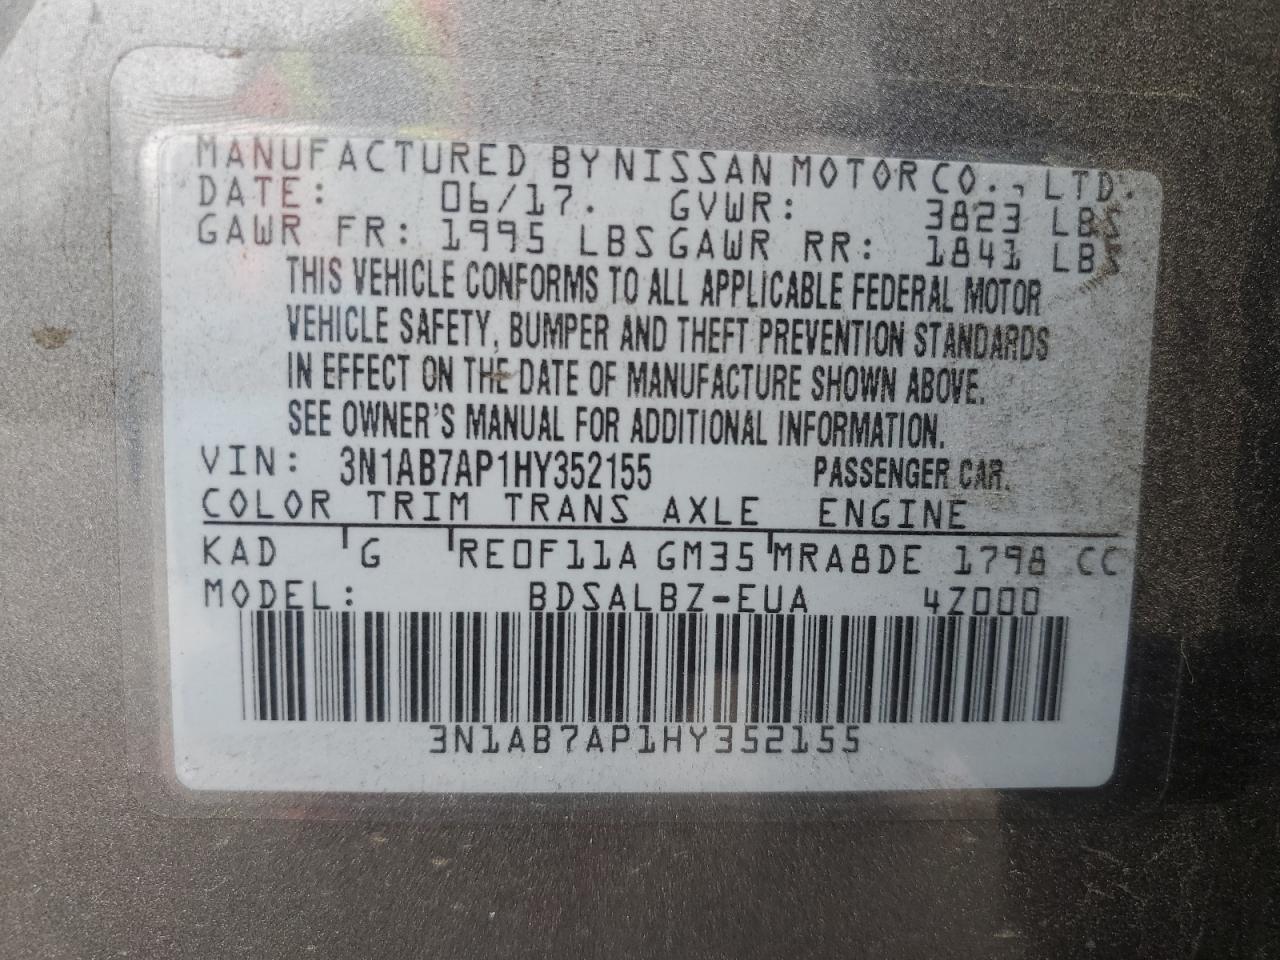 MANUFACTURED BY NISSAN MOTOR CO., LTD.
DATE: 06/17. GVWR: 3823 LBS
GAWR FR: 1995 LBS GAWR RR: 1841 LBS
THIS VEHICLE CONFORMS TO ALL APPLICABLE FEDERAL MOTOR
VEHICLE SAFETY, BUMPER AND THEFT PREVENTION STANDARDS
IN EFFECT ON THE DATE OF MANUFACTURE SHOWN ABOVE.
SEE OWNER'S MANUAL FOR ADDITIONAL INFORMATION.
VIN: 3N1AB7AP1HY352155 PASSENGER CAR.
COLOR TRIM TRANS AXLE ENGINE
KAD G RE0F11A GM35 MRA8DE 1798 CC
MODEL: BDSALBZ-EUA 4Z000
3N1AB7AP1HY352155